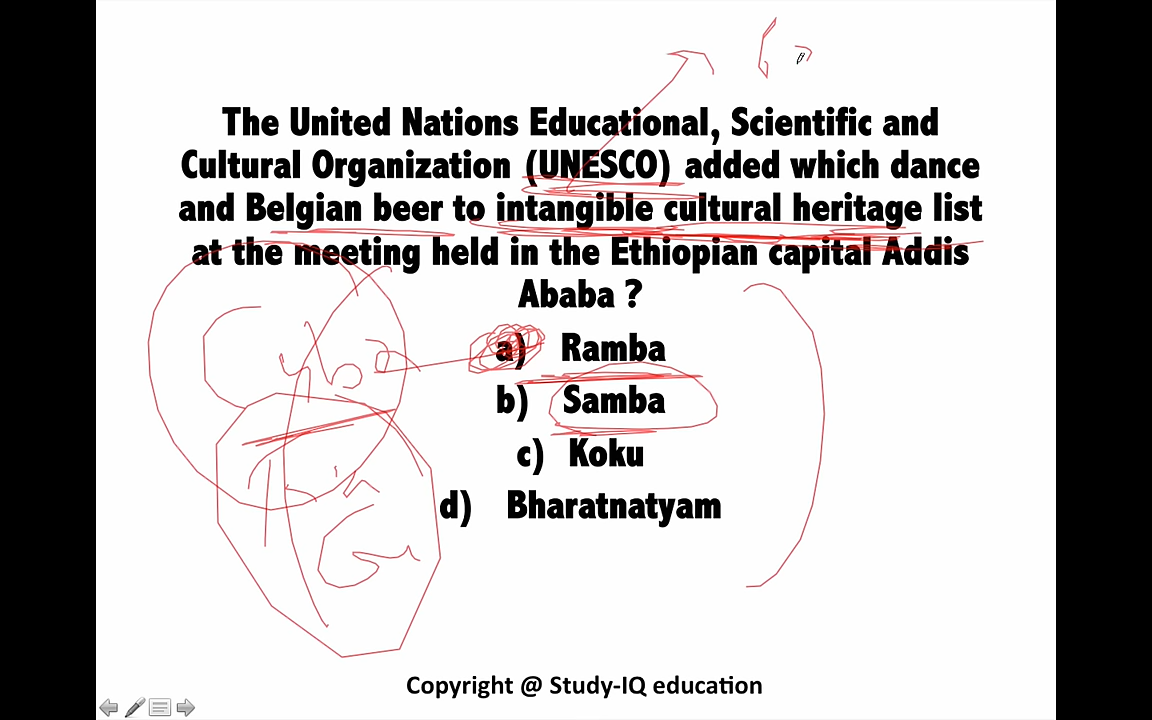 The United Nations Educational, Scientific and
Cultural Organization (UNESCO) added which dance
and Belgian beer to intangible cultural heritage list
at the meeting held in the Ethiopian capital Addis
Ababa ?
a) Ramba
b) Samba
c) Koku
d) Bharatnatyam
Copyright @ Study-IQ education